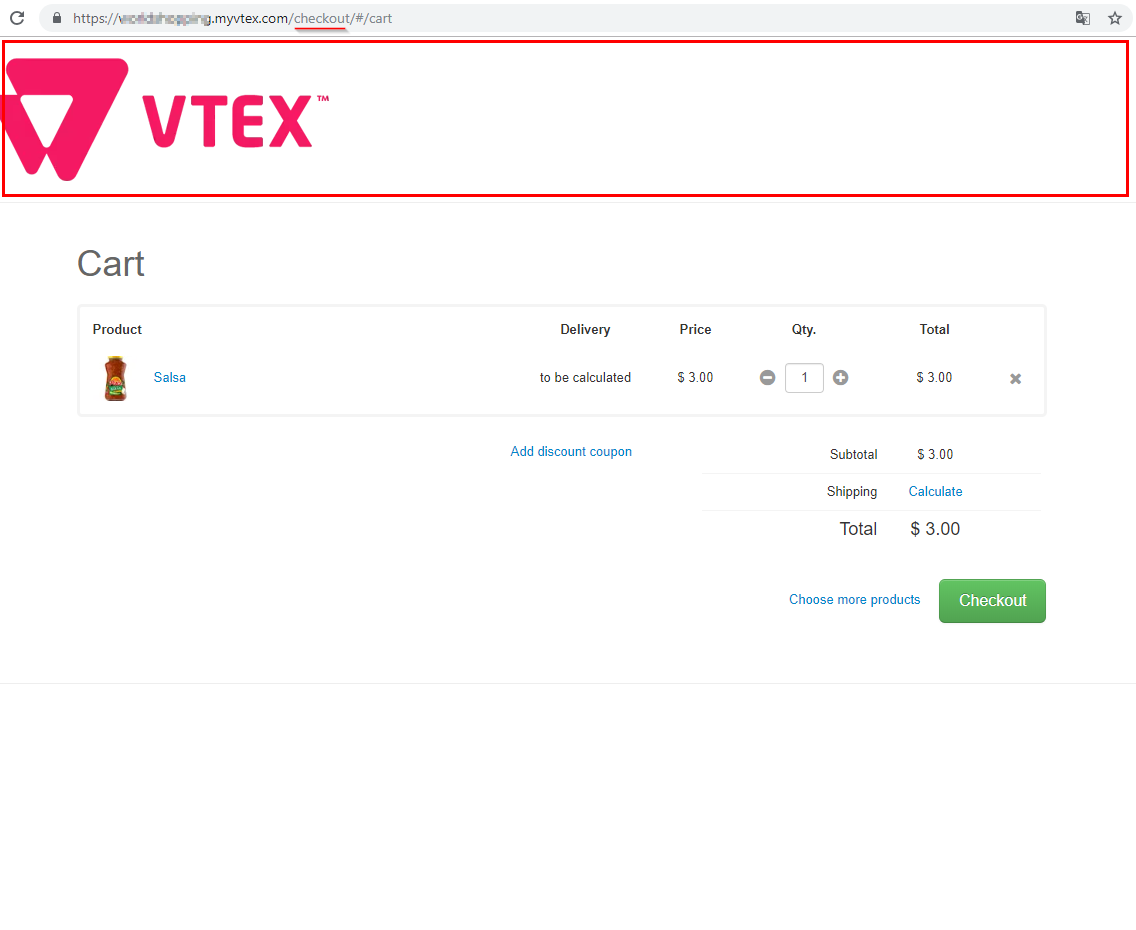 https://.myvtex.com/checkout/#/cart
VTEX™
Cart
Product Delivery Price Qty. Total
Salsa to be calculated $ 3.00 1 $ 3.00
Add discount coupon
Subtotal $ 3.00
Shipping Calculate
Total $ 3.00
Choose more products Checkout